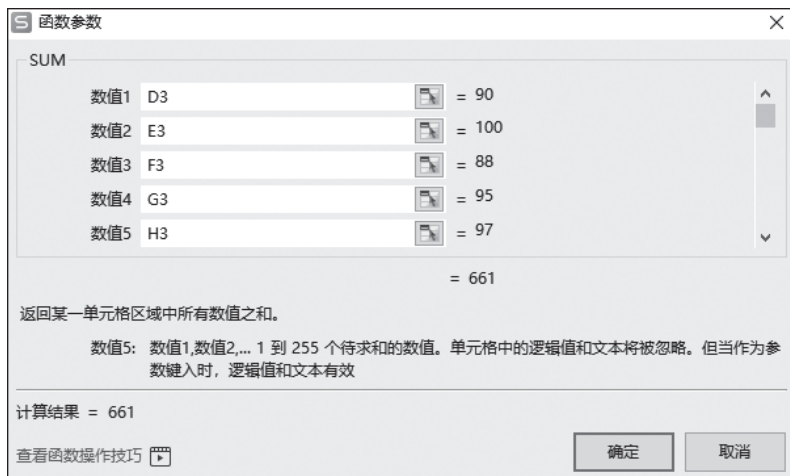 S 函数参数
SUM
数值1 D3 = 90
数值2 E3 = 100
数值3 F3 = 88
数值4 G3 = 95
数值5 H3 = 97
= 661
返回某一单元格区域中所有数值之和。
数值5: 数值1,数值2,... 1 到 255 个待求和的数值。单元格中的逻辑值和文本将被忽略。但当作为参
数键入时，逻辑值和文本有效
计算结果 = 661
查看函数操作技巧
确定 取消